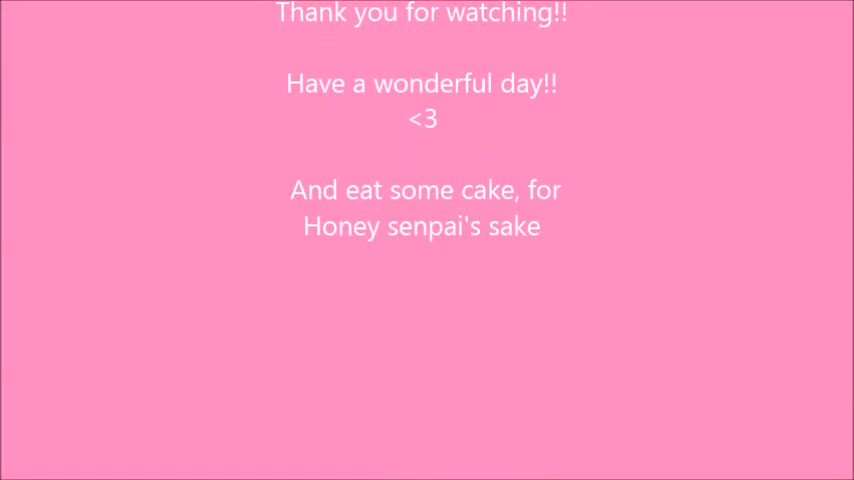 Thank you for watching!!
Have a wonderful day!!
<3
And eat some cake, for
Honey senpai's sake